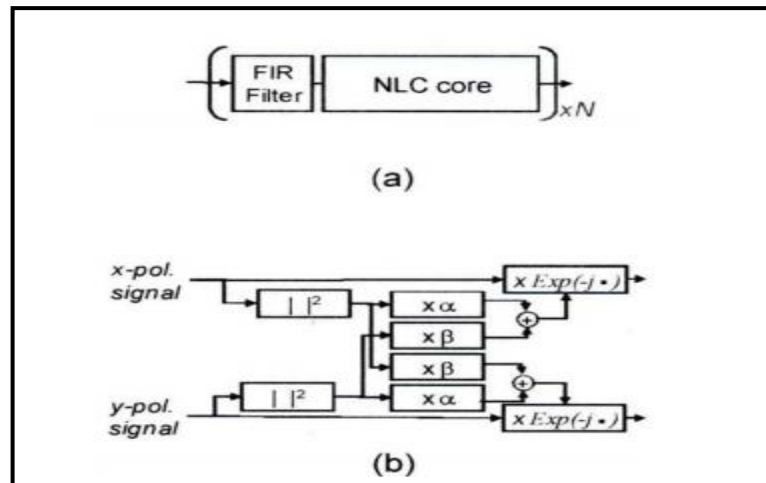 FIR
Filter
NLC core
xN
(a)
x-pol.
signal
| |²
x α
x β
x β
x α
+
+
x Exp(-j •)
y-pol.
signal
| |²
x Exp(-j •)
(b)